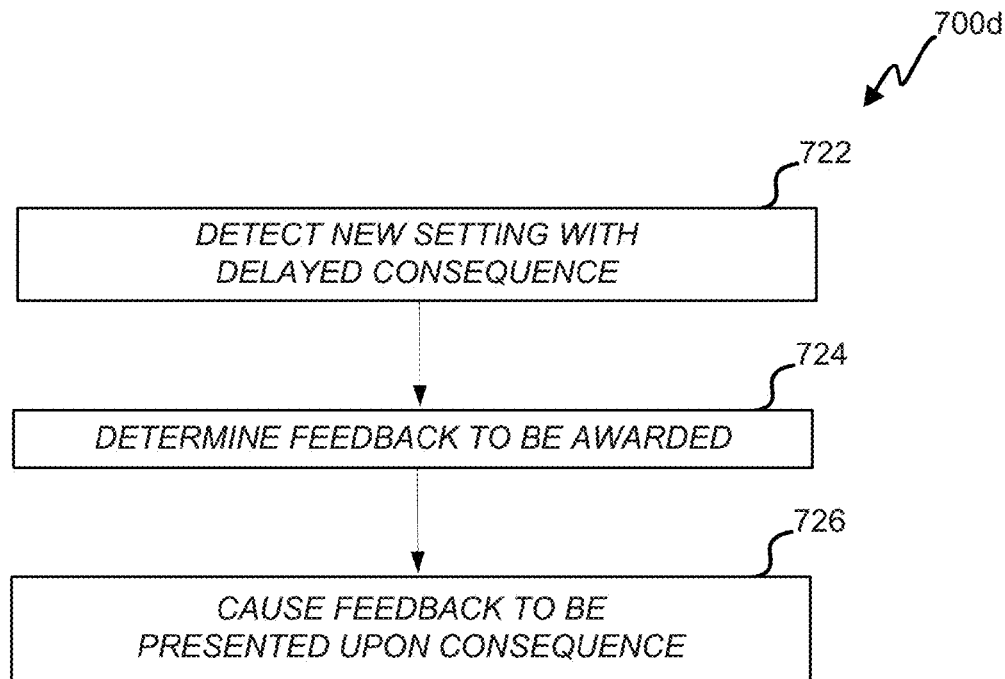 700d
722
DETECT NEW SETTING WITH
DELAYED CONSEQUENCE
724
DETERMINE FEEDBACK TO BE AWARDED
726
CAUSE FEEDBACK TO BE
PRESENTED UPON CONSEQUENCE